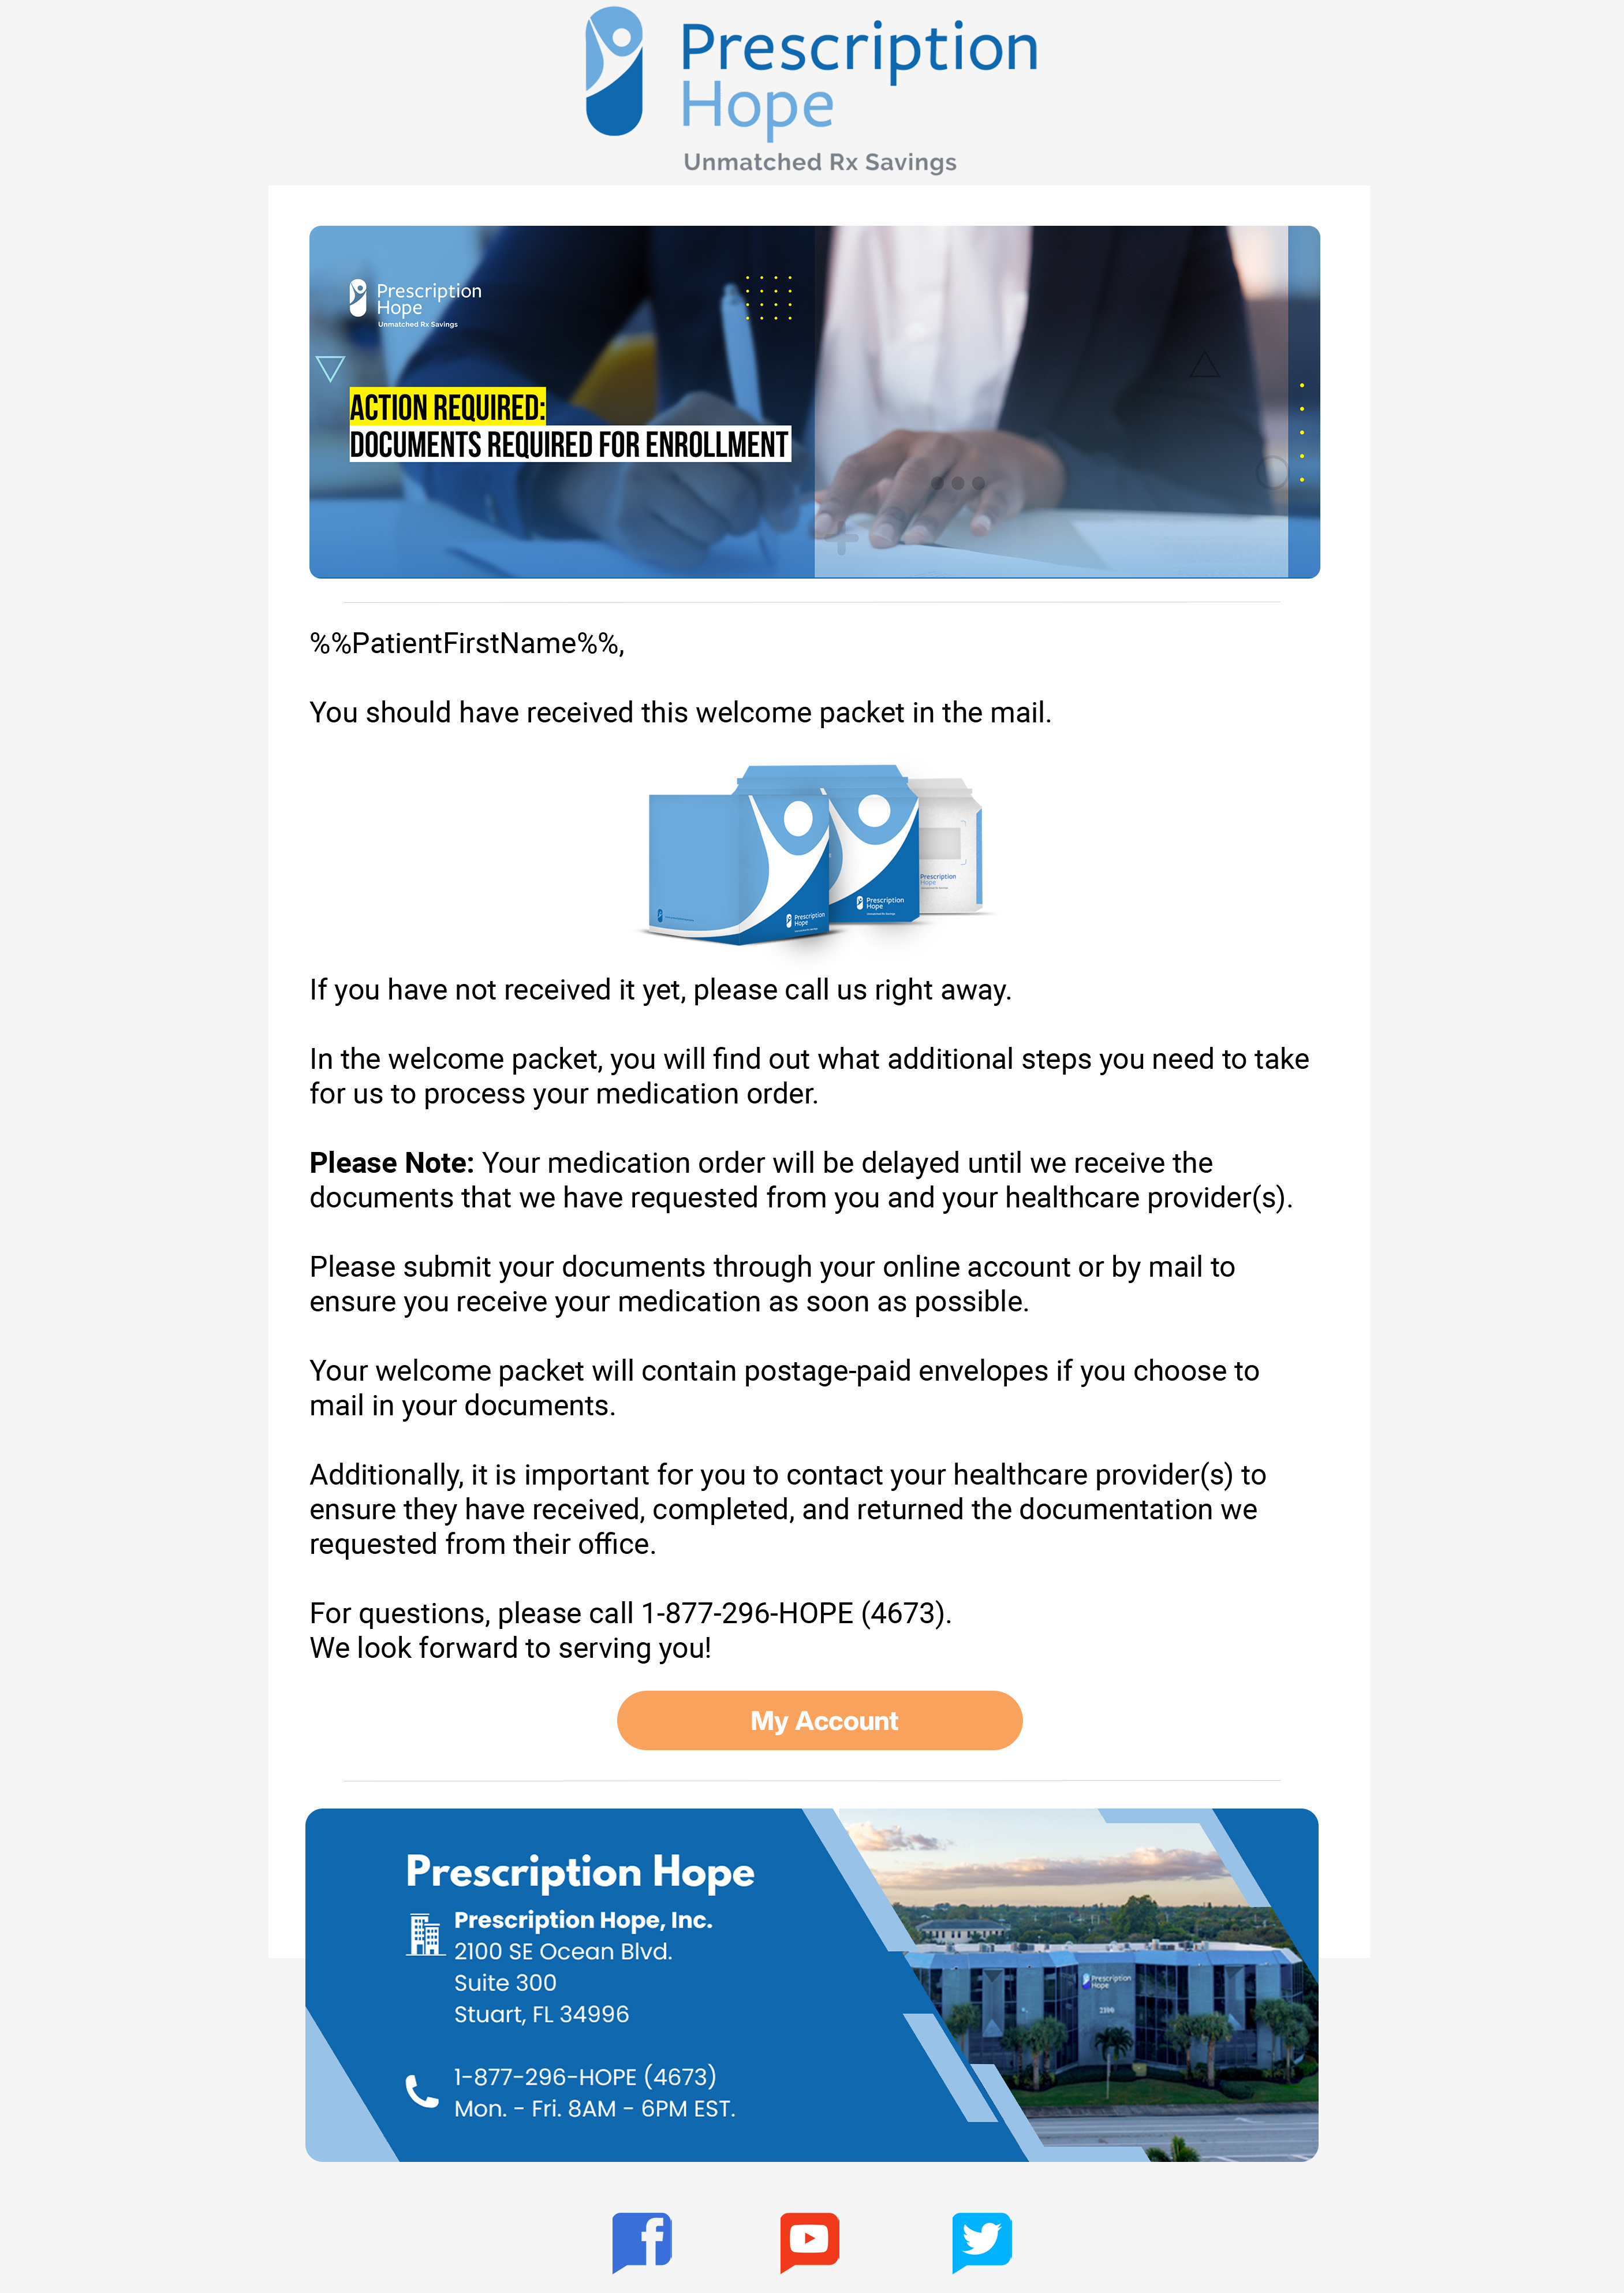 Prescription
Hope
Unmatched Rx Savings
Prescription
Hope
Unmatched Rx Savings
ACTION REQUIRED:
DOCUMENTS REQUIRED FOR ENROLLMENT
%%PatientFirstName%%,
You should have received this welcome packet in the mail.
Prescription
Hope
Prescription
Hope
Prescription
Hope
If you have not received it yet, please call us right away.
In the welcome packet, you will find out what additional steps you need to take
for us to process your medication order.
Please Note: Your medication order will be delayed until we receive the
documents that we have requested from you and your healthcare provider(s).
Please submit your documents through your online account or by mail to
ensure you receive your medication as soon as possible.
Your welcome packet will contain postage-paid envelopes if you choose to
mail in your documents.
Additionally, it is important for you to contact your healthcare provider(s) to
ensure they have received, completed, and returned the documentation we
requested from their office.
For questions, please call 1-877-296-HOPE (4673).
We look forward to serving you!
My Account
Prescription Hope
Prescription Hope, Inc.
2100 SE Ocean Blvd.
Suite 300
Stuart, FL 34996
1-877-296-HOPE (4673)
Mon. - Fri. 8AM - 6PM EST.
Prescription
Hope
2100